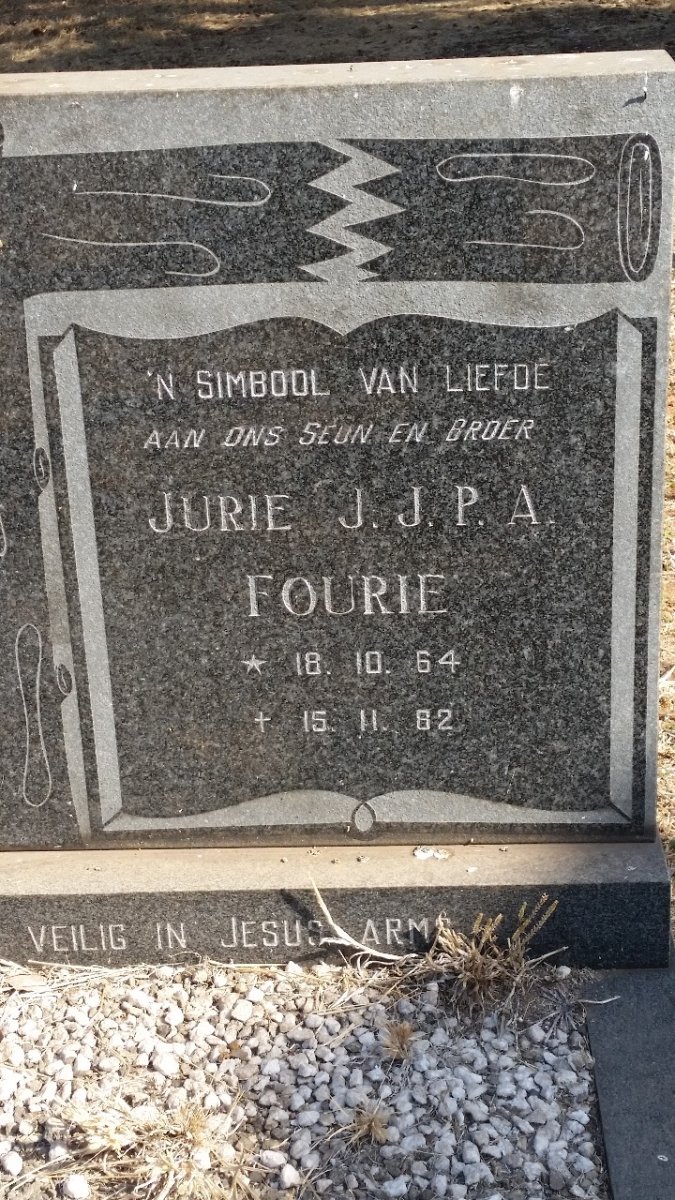 'N SIMBOOL VAN LIEFDE
AAN ONS SEUN EN BROER
JURIE J. J. P. A.
FOURIE
★ 18. 10. 64
✝ 15. 11. 82
VEILIG IN JESUS ARMS